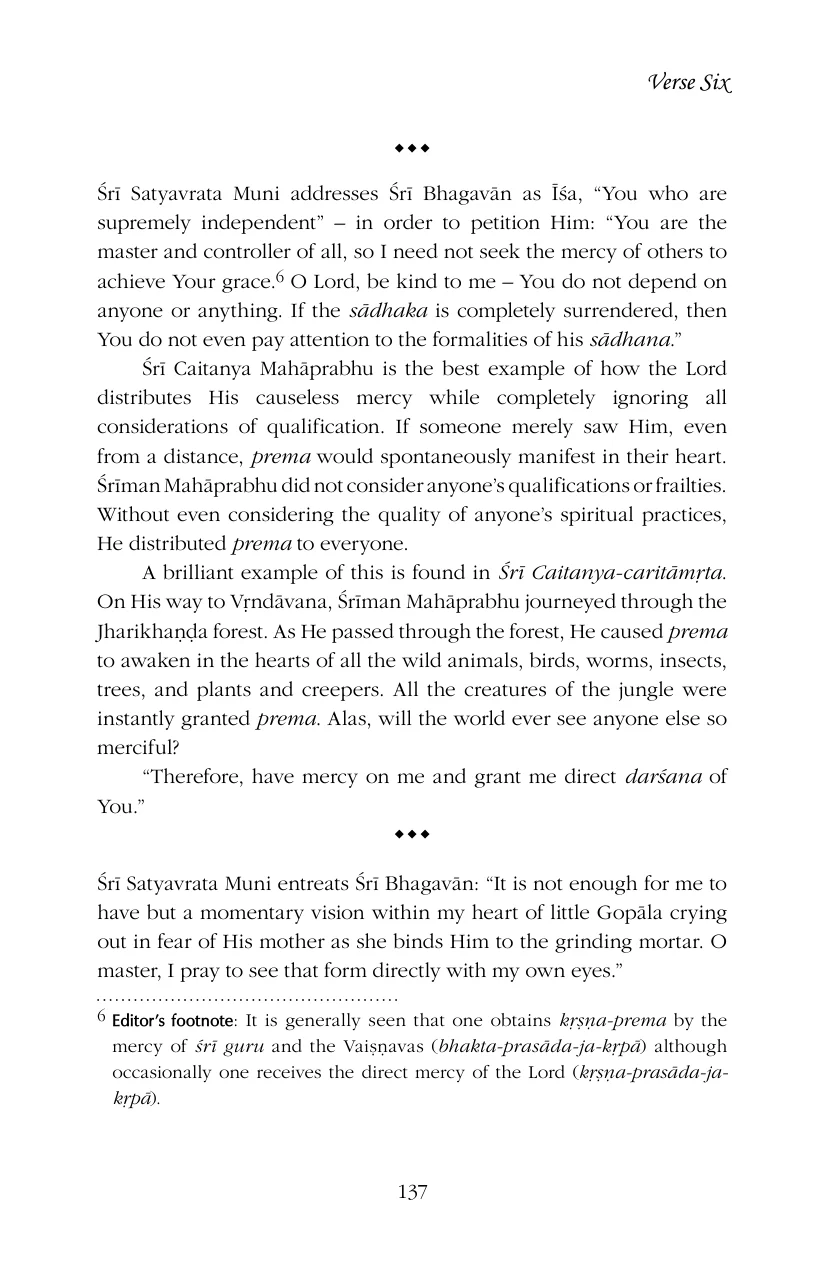 Verse Six
Śrī Satyavrata Muni addresses Śrī Bhagavān as Īśa, “You who are
supremely independent” – in order to petition Him: “You are the
master and controller of all, so I need not seek the mercy of others to
achieve Your grace.6 O Lord, be kind to me – You do not depend on
anyone or anything. If the sādhaka is completely surrendered, then
You do not even pay attention to the formalities of his sādhana.”
Śrī Caitanya Mahāprabhu is the best example of how the Lord
distributes His causeless mercy while completely ignoring all
considerations of qualification. If someone merely saw Him, even
from a distance, prema would spontaneously manifest in their heart.
Śrīman Mahāprabhu did not consider anyone’s qualifications or frailties.
Without even considering the quality of anyone’s spiritual practices,
He distributed prema to everyone.
A brilliant example of this is found in Śrī Caitanya-caritāmṛta.
On His way to Vṛndāvana, Śrīman Mahāprabhu journeyed through the
Jharikhaṇḍa forest. As He passed through the forest, He caused prema
to awaken in the hearts of all the wild animals, birds, worms, insects,
trees, and plants and creepers. All the creatures of the jungle were
instantly granted prema. Alas, will the world ever see anyone else so
merciful?
“Therefore, have mercy on me and grant me direct darśana of
You.”
Śrī Satyavrata Muni entreats Śrī Bhagavān: “It is not enough for me to
have but a momentary vision within my heart of little Gopāla crying
out in fear of His mother as she binds Him to the grinding mortar. O
master, I pray to see that form directly with my own eyes.”
6 Editor’s footnote: It is generally seen that one obtains kṛṣṇa-prema by the
mercy of śrī guru and the Vaiṣṇavas (bhakta-prasāda-ja-kṛpā) although
occasionally one receives the direct mercy of the Lord (kṛṣṇa-prasāda-ja-
kṛpā).
137